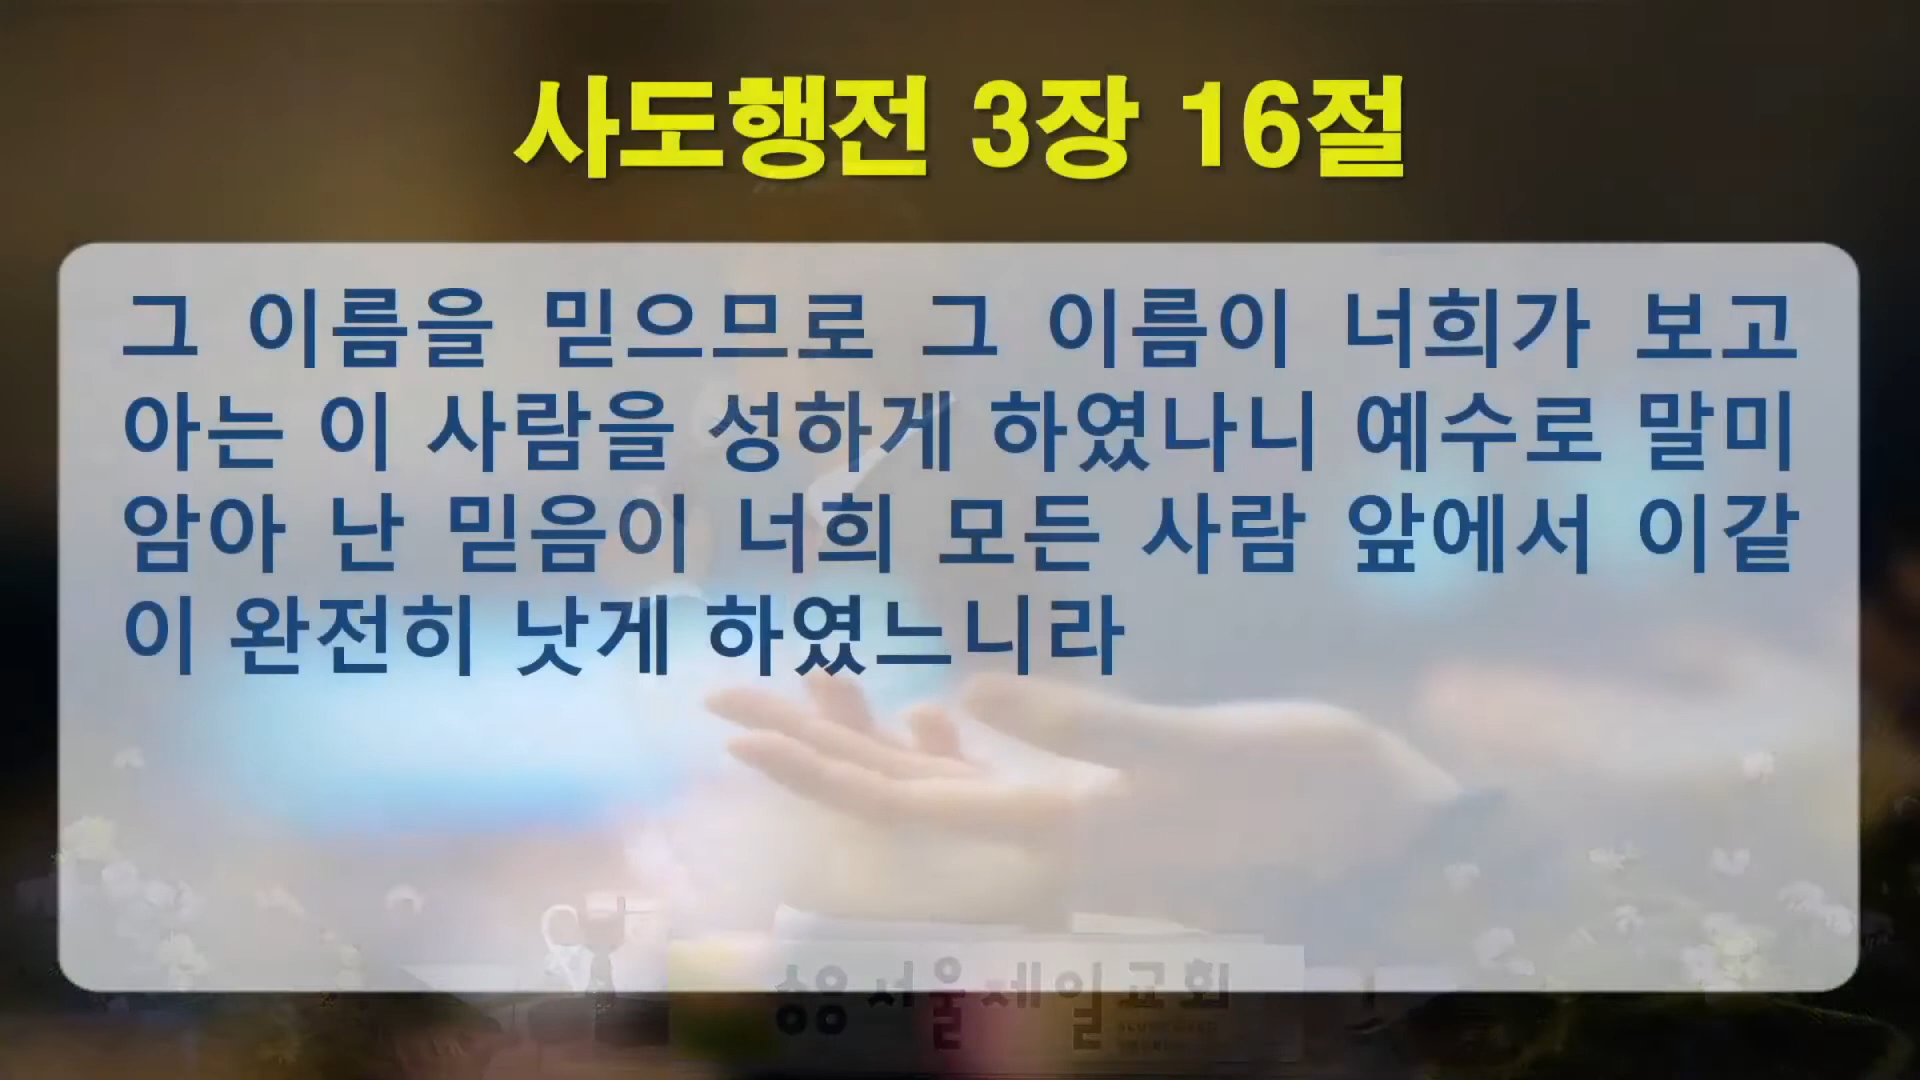 사도행전 3장 16절
그 이름을 믿으므로 그 이름이 너희가 보고
아는 이 사람을 성하게 하였나니 예수로 말미
암아 난 믿음이 너희 모든 사람 앞에서 이같
이 완전히 낫게 하였느니라
서울제일교회